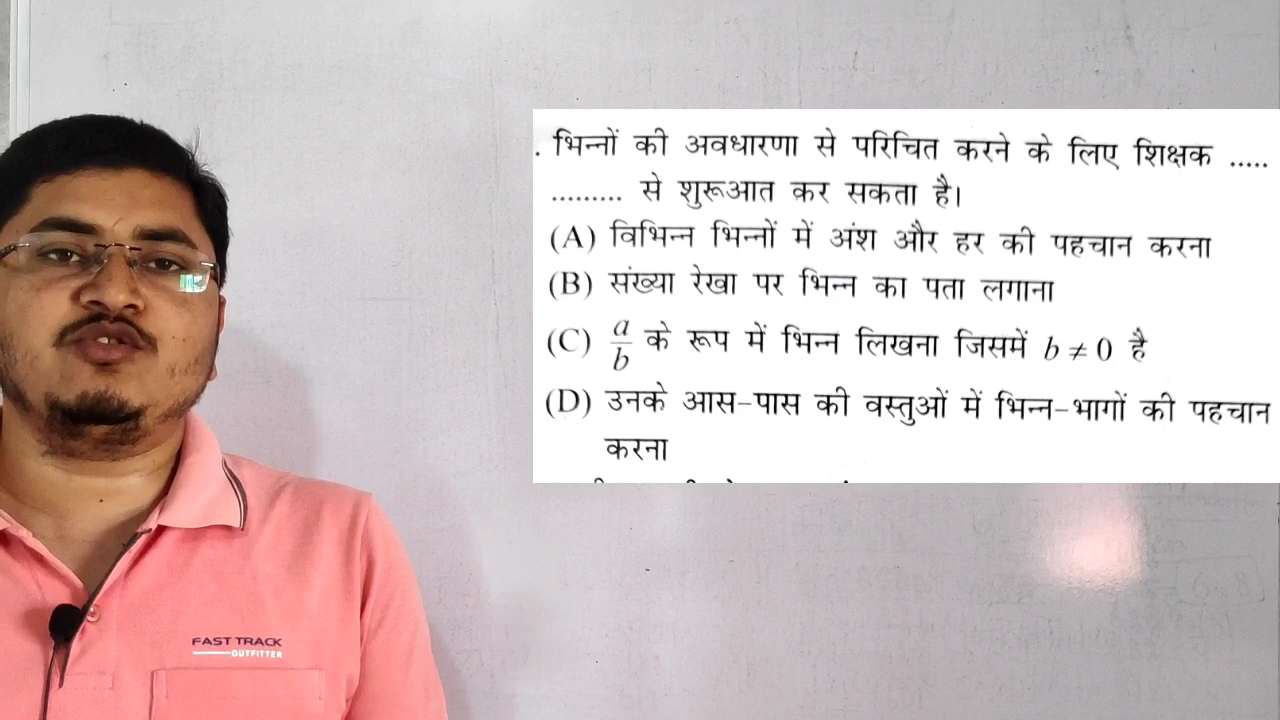 . भिन्नों की अवधारणा से परिचित करने के लिए शिक्षक .....
......... से शुरूआत कर सकता है।
(A) विभिन्न भिन्नों में अंश और हर की पहचान करना
(B) संख्या रेखा पर भिन्न का पता लगाना
(C) a/b के रूप में भिन्न लिखना जिसमें b ≠ 0 है
(D) उनके आस-पास की वस्तुओं में भिन्न-भागों की पहचान
करना
FAST TRACK
OUTFITTER